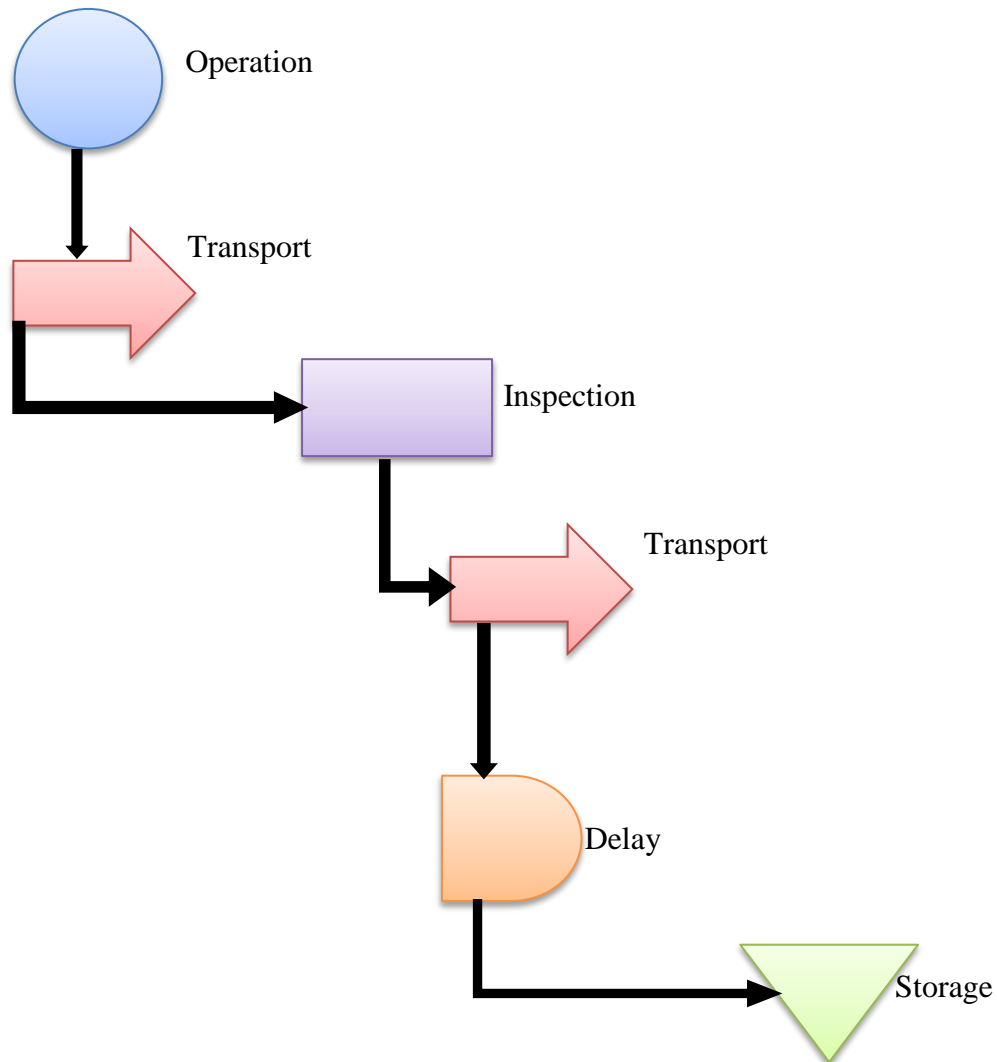 Operation
Transport
Inspection
Transport
Delay
Storage